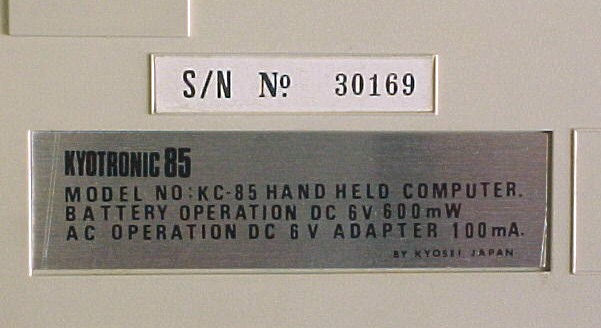 S/N Nº 30169
KYOTRONIC 85
MODEL NO:KC-85 HAND HELD COMPUTER.
BATTERY OPERATION DC 6V 600mW
AC OPERATION DC 6V ADAPTER 100mA.
BY KYOSEI JAPAN